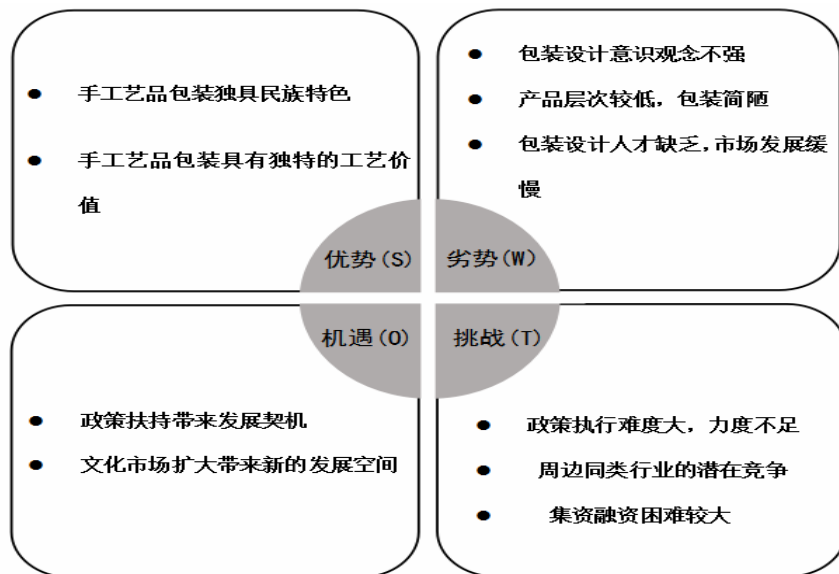 ● 手工艺品包装独具民族特色
● 手工艺品包装具有独特的工艺价
值
● 包装设计意识观念不强
● 产品层次较低，包装简陋
● 包装设计人才缺乏，市场发展缓
慢
优势(S)
劣势(W)
机遇(O)
挑战(T)
● 政策扶持带来发展契机
● 文化市场扩大带来新的发展空间
● 政策执行难度大，力度不足
● 周边同类行业的潜在竞争
● 集资融资困难较大